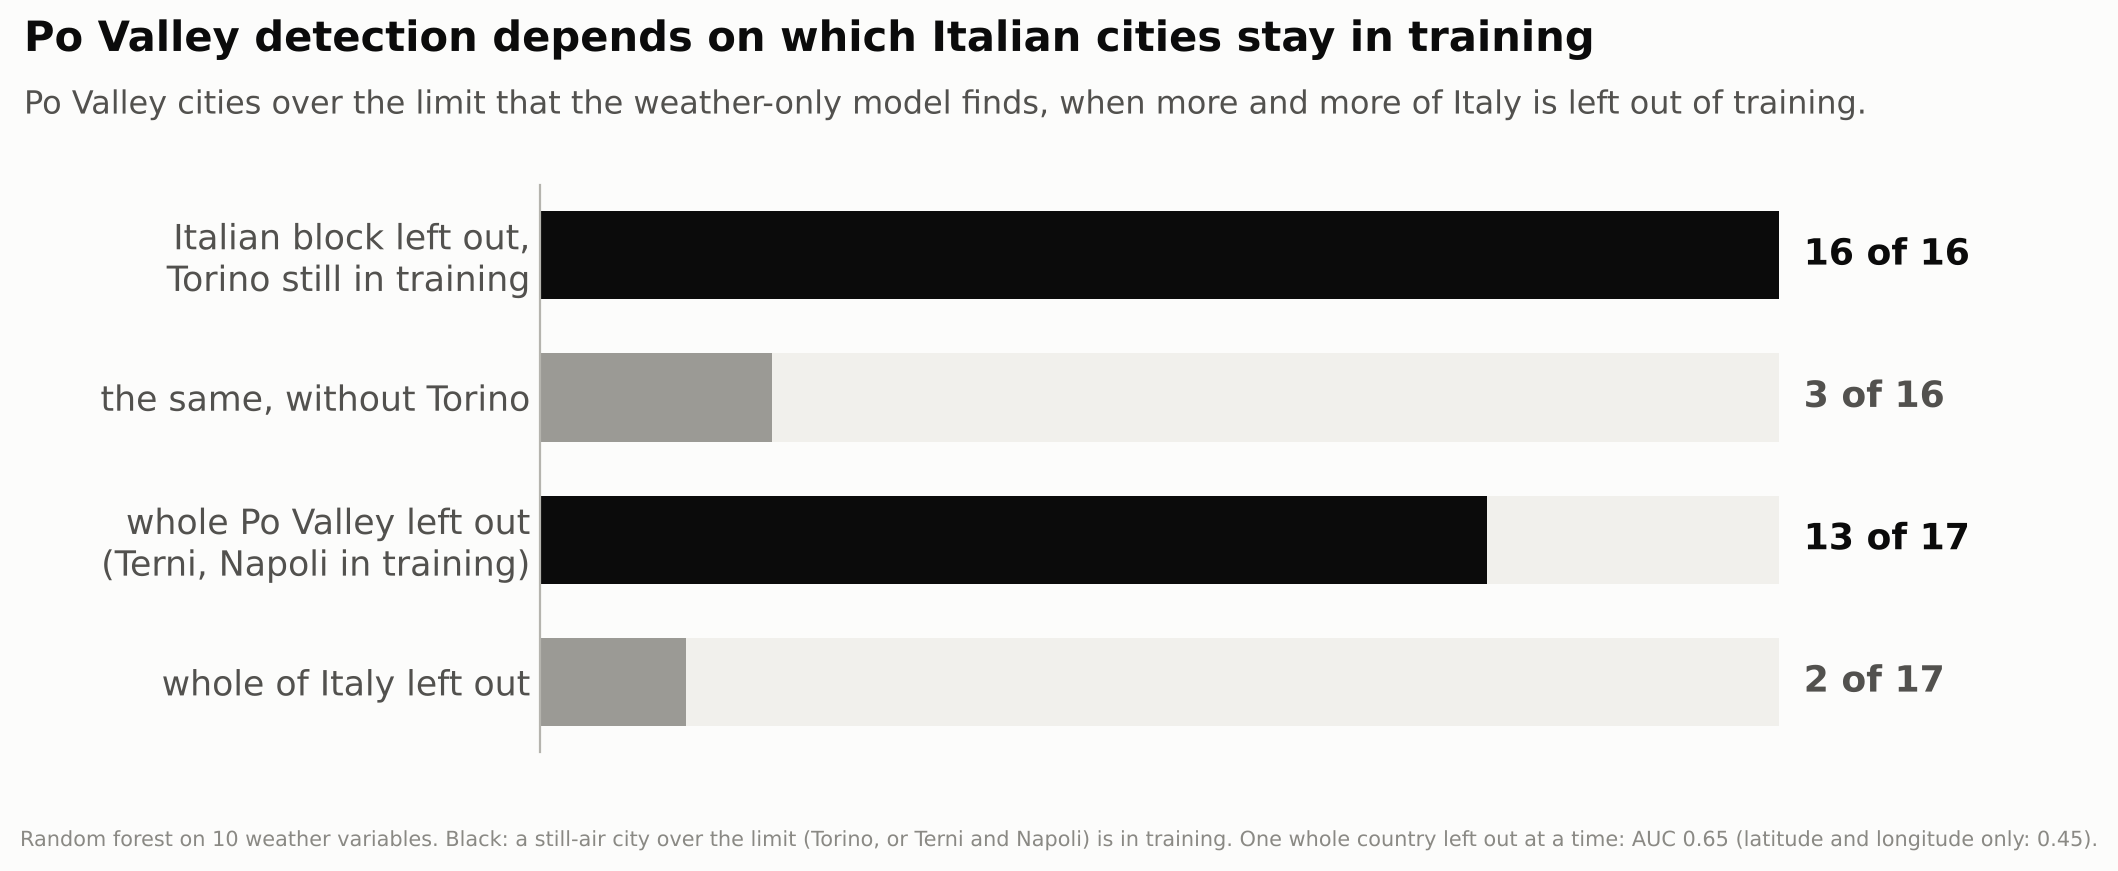 Po Valley detection depends on which Italian cities stay in training
Po Valley cities over the limit that the weather-only model finds, when more and more of Italy is left out of training.
Italian block left out,
Torino still in training
16 of 16
the same, without Torino
3 of 16
whole Po Valley left out
(Terni, Napoli in training)
13 of 17
whole of Italy left out
2 of 17
Random forest on 10 weather variables. Black: a still-air city over the limit (Torino, or Terni and Napoli) is in training. One whole country left out at a time: AUC 0.65 (latitude and longitude only: 0.45).